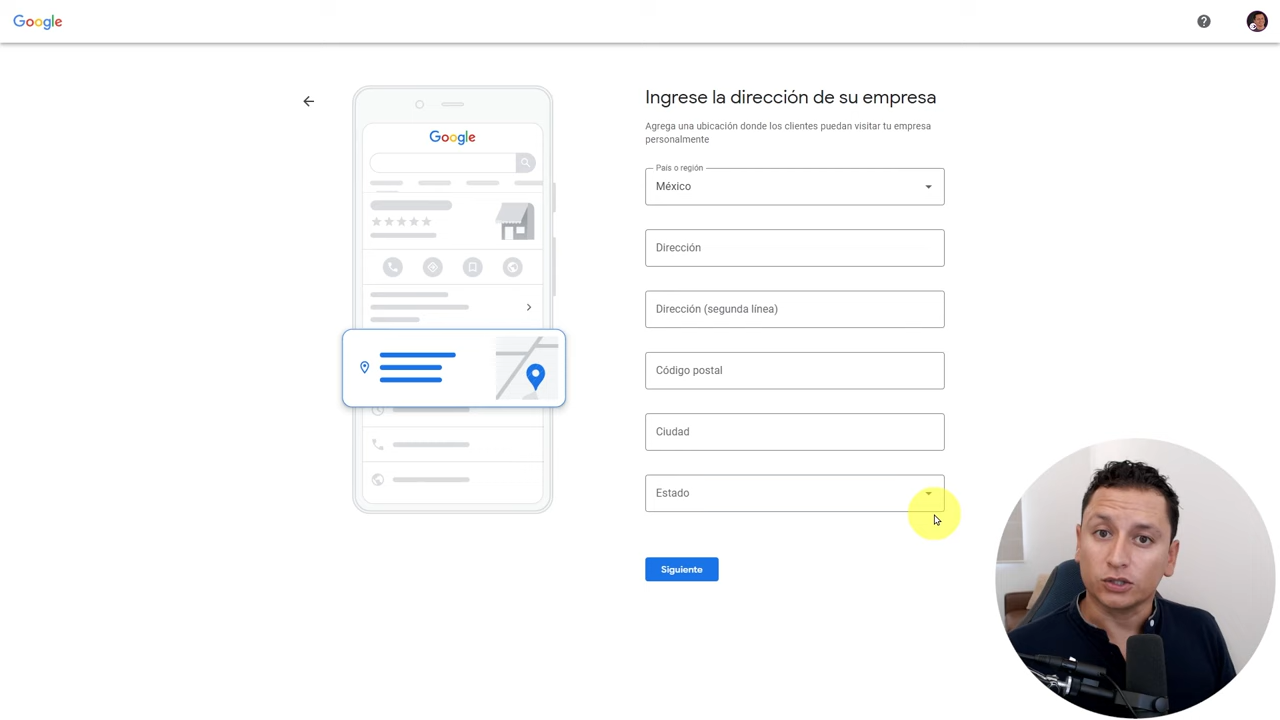 Google
Google
Ingrese la dirección de su empresa
Agrega una ubicación donde los clientes puedan visitar tu empresa
personalmente
País o región
México
Dirección
Dirección (segunda línea)
Código postal
Ciudad
Estado
Siguiente